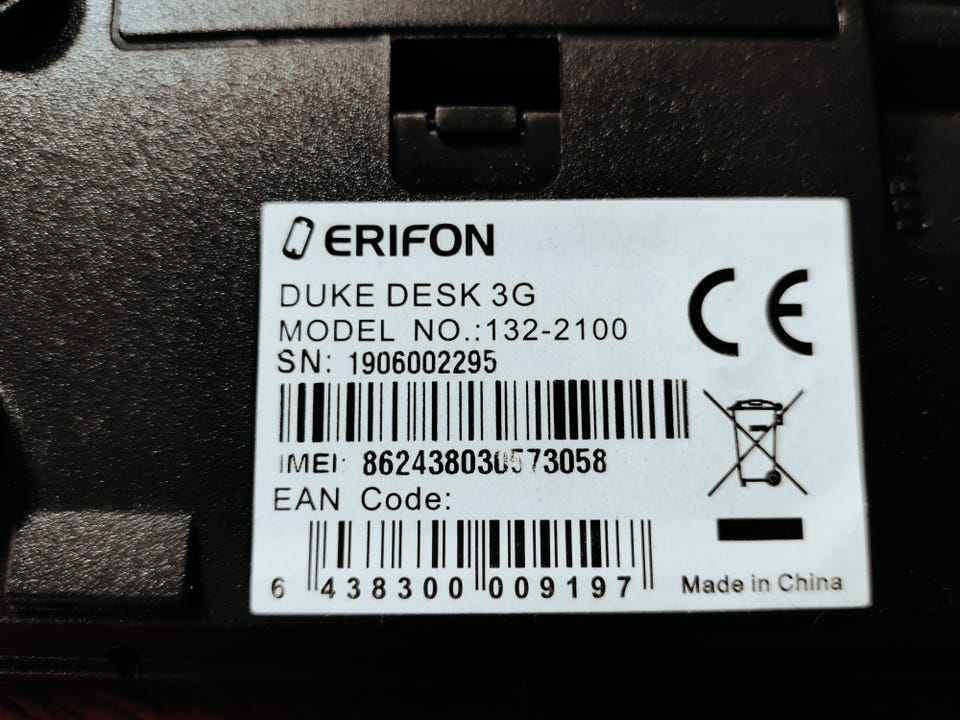 ERIFON
DUKE DESK 3G
MODEL NO.:132-2100
SN: 1906002295
IMEI: 862438030573058
EAN Code:
6 438300 009197
CE
Made in China